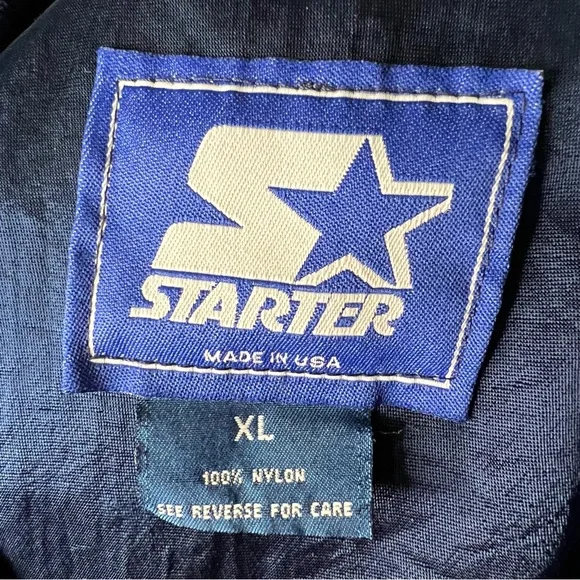 STARTER
MADE IN USA
XL
100% NYLON
SEE REVERSE FOR CARE